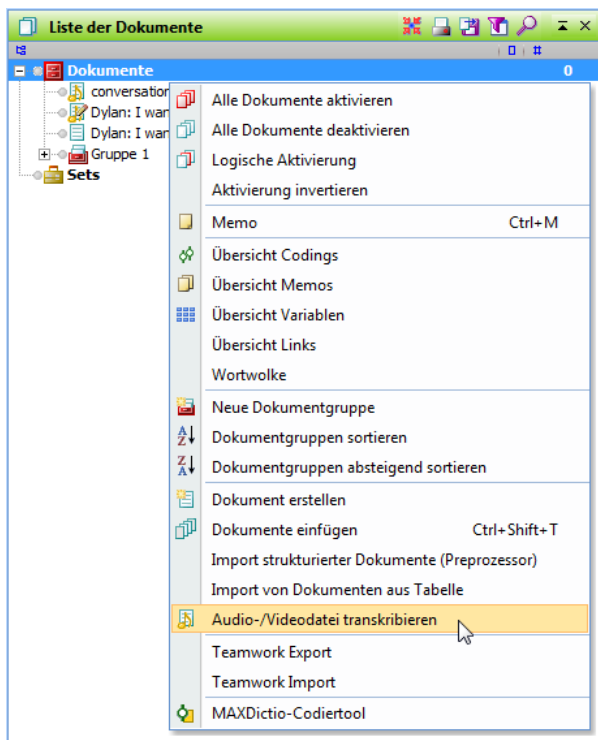 Liste der Dokumente
#
Dokumente 0
conversation
Dylan: I wan
Dylan: I wan
Gruppe 1
Sets
Alle Dokumente aktivieren
Alle Dokumente deaktivieren
Logische Aktivierung
Aktivierung invertieren
Memo Ctrl+M
Übersicht Codings
Übersicht Memos
Übersicht Variablen
Übersicht Links
Wortwolke
Neue Dokumentgruppe
Dokumentgruppen sortieren
Dokumentgruppen absteigend sortieren
Dokument erstellen
Dokumente einfügen Ctrl+Shift+T
Import strukturierter Dokumente (Preprozessor)
Import von Dokumenten aus Tabelle
Audio-/Videodatei transkribieren
Teamwork Export
Teamwork Import
MAXDictio-Codiertool